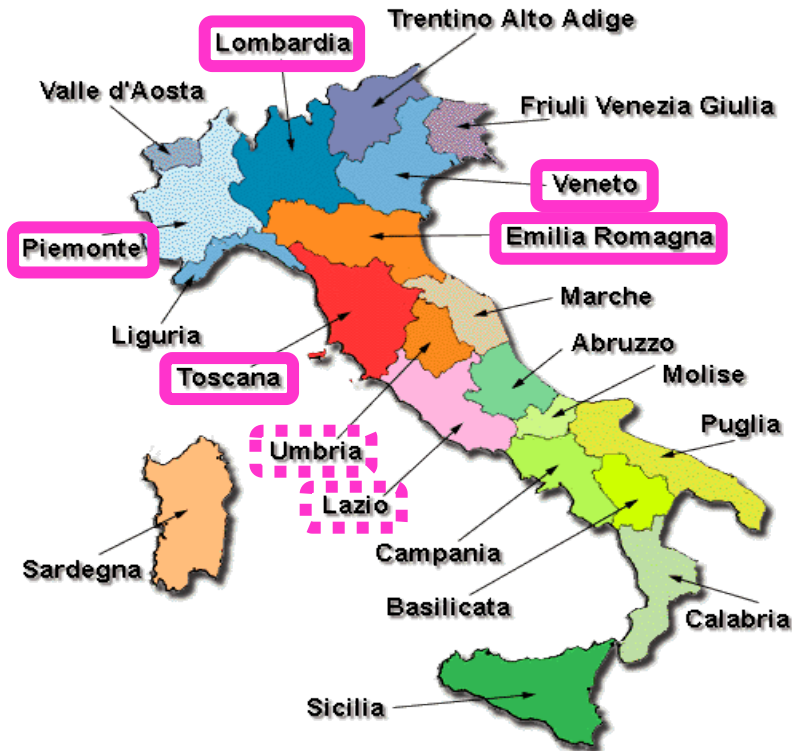 Trentino Alto Adige
Lombardia
Valle d'Aosta
Friuli Venezia Giulia
Veneto
Piemonte
Emilia Romagna
Marche
Liguria
Abruzzo
Toscana
Molise
Puglia
Umbria
Lazio
Campania
Sardegna
Basilicata
Calabria
Sicilia